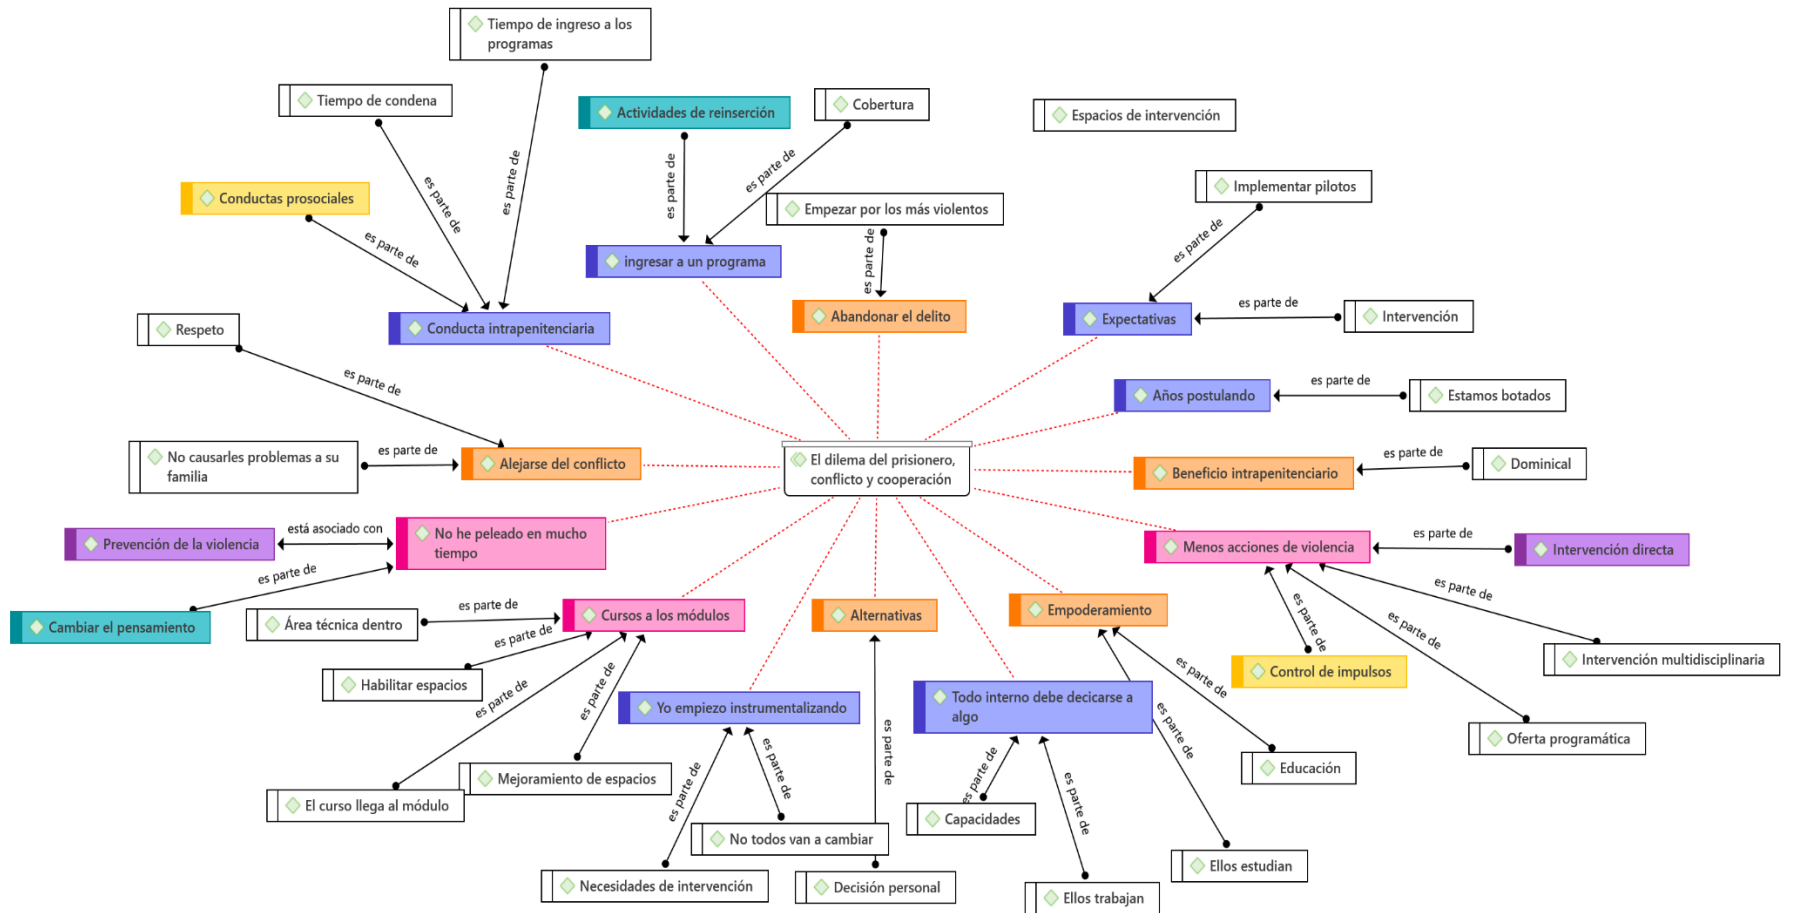 Tiempo de ingreso a los
programas
Tiempo de condena
Actividades de reinserción
Cobertura
Espacios de intervención
es parte de
es parte de
es parte de
es parte de
Conductas prosociales
Implementar pilotos
Empezar por los más violentos
es parte de
es parte de
es parte de
ingresar a un programa
Respeto
Conducta intrapenitenciaria
Abandonar el delito
Expectativas
es parte de
Intervención
es parte de
Años postulando
es parte de
Estamos botados
No causarles problemas a su
familia
es parte de
Alejarse del conflicto
El dilema del prisionero,
conflicto y cooperación
Beneficio intrapenitenciario
es parte de
Dominical
Prevención de la violencia
está asociado con
No he peleado en mucho
tiempo
Menos acciones de violencia
es parte de
Intervención directa
es parte de
Cambiar el pensamiento
Área técnica dentro
es parte de
Cursos a los módulos
Alternativas
Empoderamiento
es parte de
es parte de
es parte de
es parte de
Habilitar espacios
Control de impulsos
Intervención multidisciplinaria
es parte de
es parte de
Yo empiezo instrumentalizando
Todo interno debe decicarse a
algo
es parte de
es parte de
Oferta programática
El curso llega al módulo
Mejoramiento de espacios
es parte de
es parte de
es parte de
es parte de
es parte de
Educación
Capacidades
No todos van a cambiar
Necesidades de intervención
Decisión personal
Ellos trabajan
Ellos estudian